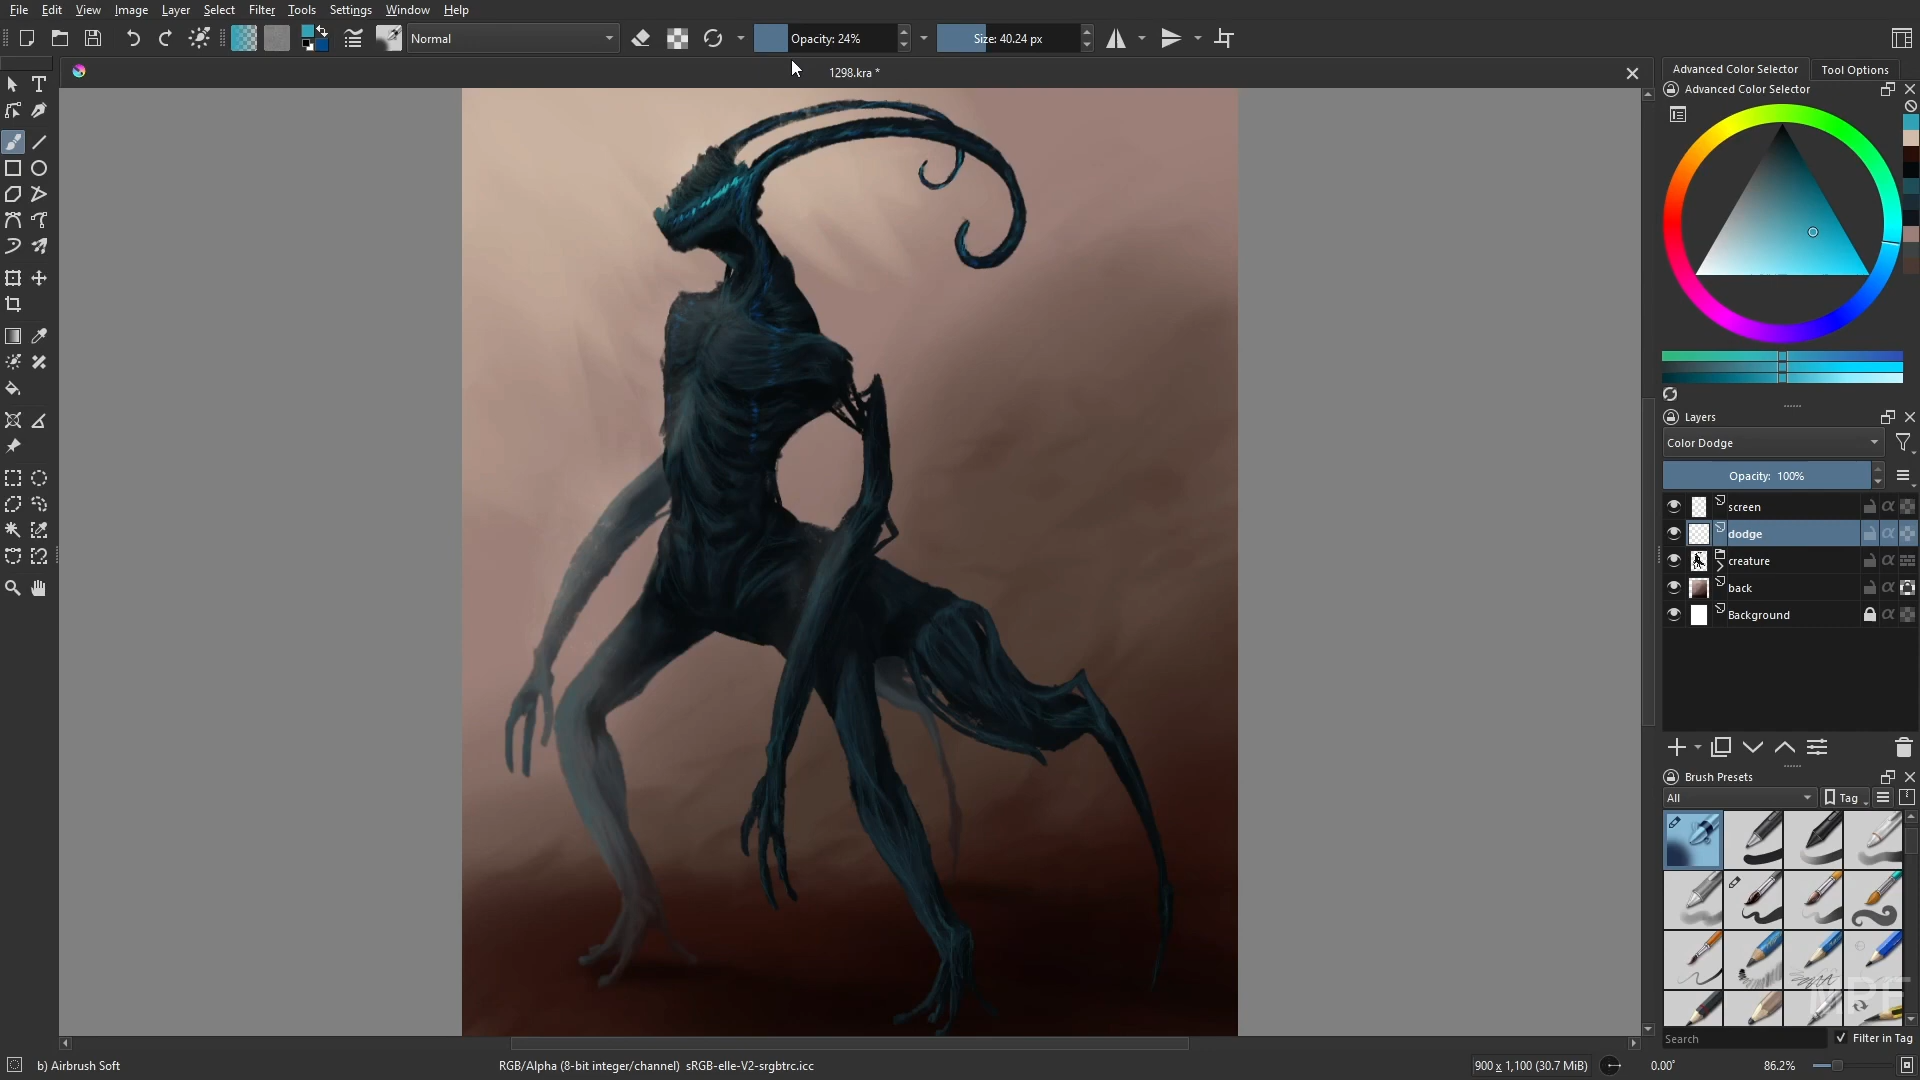 File Edit View Image Layer Select Filter Tools Settings Window Help
Normal
Opacity: 24%
Size: 40.24 px
1298.kra *
Advanced Color Selector
Tool Options
Advanced Color Selector
Layers
Color Dodge
Opacity: 100%
screen
dodge
creature
back
Background
Brush Presets
All
Tag
MPF
Search
Filter in Tag
b) Airbrush Soft
RGB/Alpha (8-bit integer/channel) sRGB-elle-V2-srgbtrc.icc
900 x 1,100 (30.7 MiB)
0.00°
86.2%